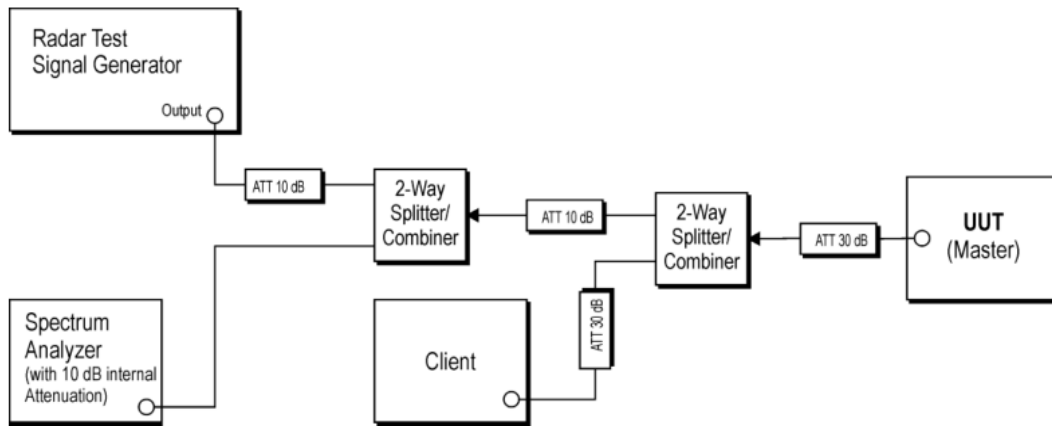 Radar Test
Signal Generator
Output
ATT 10 dB
2-Way
Splitter/
Combiner
ATT 10 dB
2-Way
Splitter/
Combiner
ATT 30 dB
UUT
(Master)
Spectrum
Analyzer
(with 10 dB internal
Attenuation)
Client
ATT 30 dB